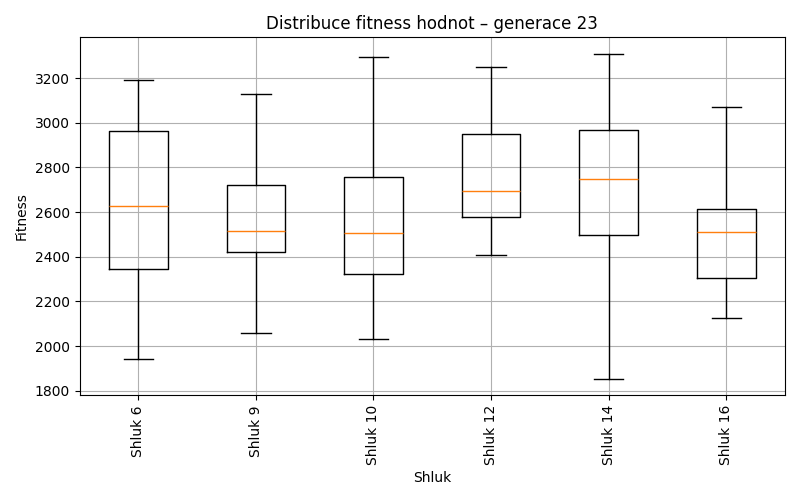 Distribuce fitness hodnot – generace 23
Fitness
3200
3000
2800
2600
2400
2200
2000
1800
Shluk 6
Shluk 9
Shluk 10
Shluk 12
Shluk 14
Shluk 16
Shluk